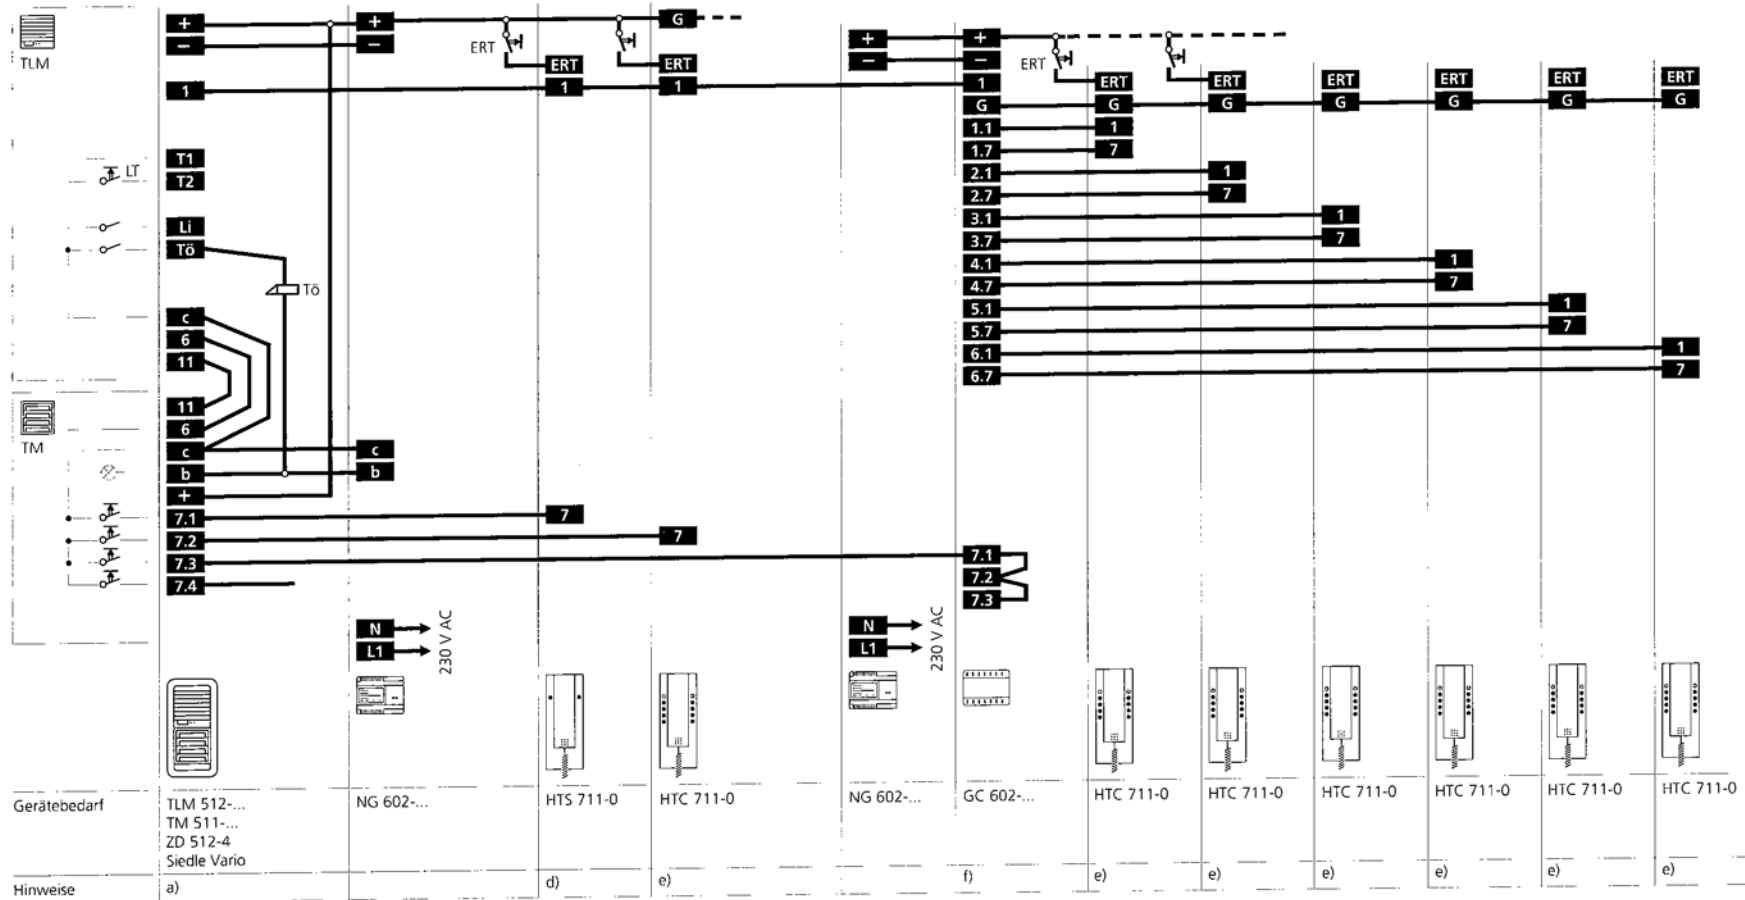 TLM
+
+
G
−
−
ERT
ERT
ERT
1
1
1
+
+
−
−
ERT
1
ERT
ERT
ERT
ERT
ERT
ERT
G
G
G
G
G
G
G
1.1
1
1.7
7
T1
LT
T2
2.1
1
2.7
7
Li
Tö
3.1
1
3.7
7
Tö
4.1
1
4.7
7
c
6
11
5.1
1
5.7
7
6.1
1
6.7
7
11
6
TM
c
c
b
b
+
7.1
7
7.2
7
7.3
7.1
7.4
7.2
7.3
N
L1
230 V AC
N
L1
230 V AC
Gerätebedarf
TLM 512-...
TM 511-...
ZD 512-4
Siedle Vario
NG 602-...
HTS 711-0
HTC 711-0
NG 602-...
GC 602-...
HTC 711-0
HTC 711-0
HTC 711-0
HTC 711-0
HTC 711-0
HTC 711-0
Hinweise
a)
d)
e)
f)
e)
e)
e)
e)
e)
e)